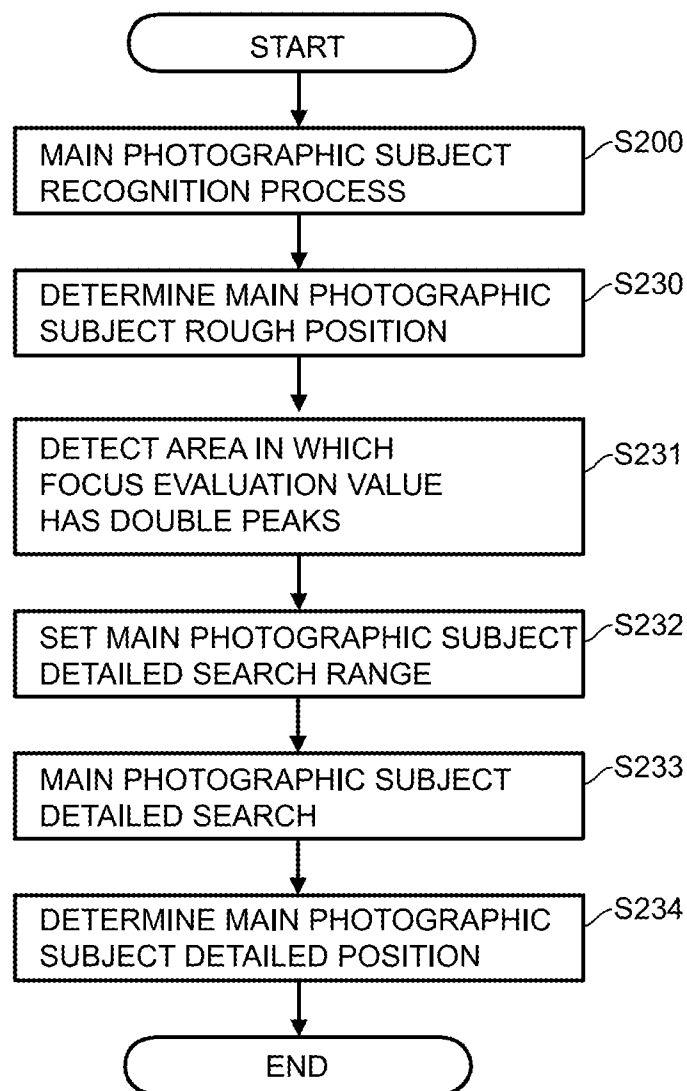 START
MAIN PHOTOGRAPHIC SUBJECT
RECOGNITION PROCESS
S200
DETERMINE MAIN PHOTOGRAPHIC
SUBJECT ROUGH POSITION
S230
DETECT AREA IN WHICH
FOCUS EVALUATION VALUE
HAS DOUBLE PEAKS
S231
SET MAIN PHOTOGRAPHIC SUBJECT
DETAILED SEARCH RANGE
S232
MAIN PHOTOGRAPHIC SUBJECT
DETAILED SEARCH
S233
DETERMINE MAIN PHOTOGRAPHIC
SUBJECT DETAILED POSITION
S234
END